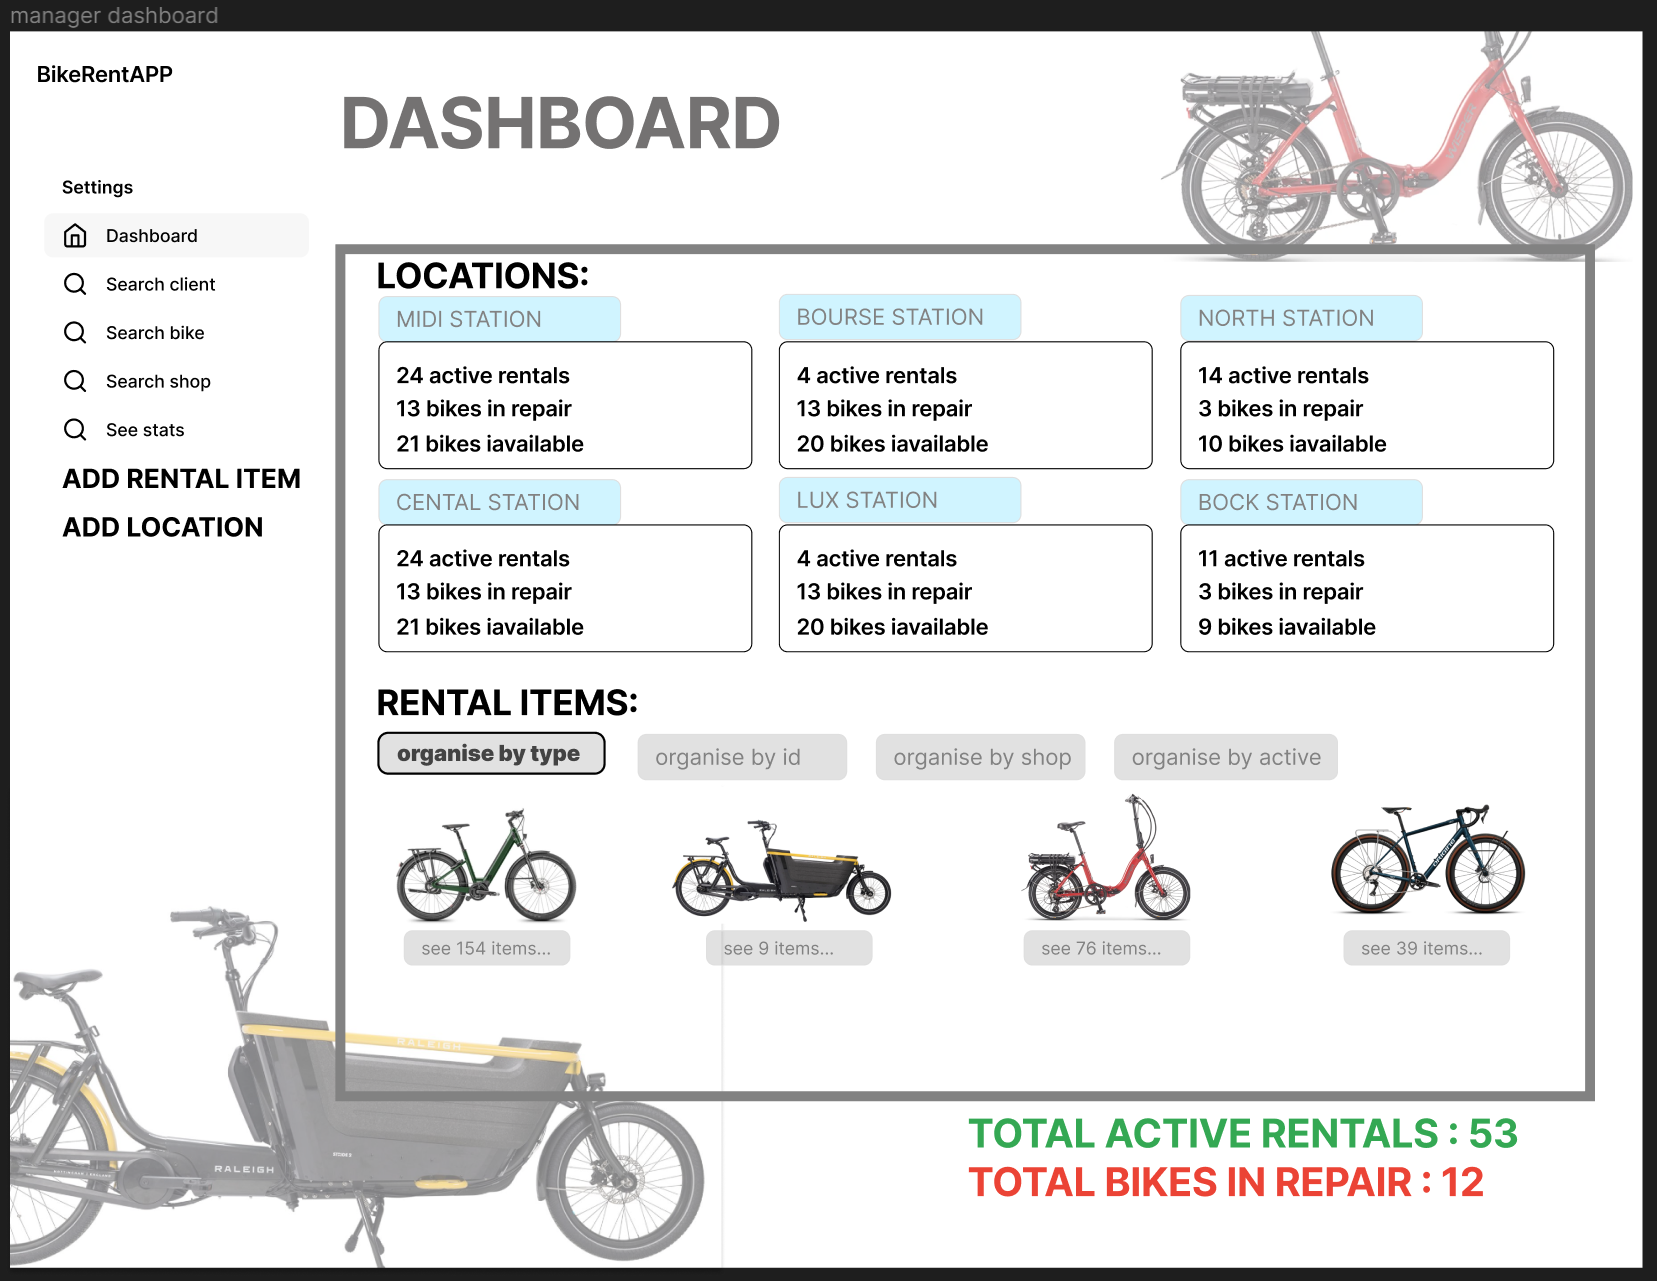 manager dashboard
BikeRentAPP
DASHBOARD
Settings
Dashboard
Search client
Search bike
Search shop
See stats
ADD RENTAL ITEM
ADD LOCATION
LOCATIONS:
MIDI STATION
24 active rentals
13 bikes in repair
21 bikes iavailable
BOURSE STATION
4 active rentals
13 bikes in repair
20 bikes iavailable
NORTH STATION
14 active rentals
3 bikes in repair
10 bikes iavailable
CENTAL STATION
24 active rentals
13 bikes in repair
21 bikes iavailable
LUX STATION
4 active rentals
13 bikes in repair
20 bikes iavailable
BOCK STATION
11 active rentals
3 bikes in repair
9 bikes iavailable
RENTAL ITEMS:
organise by type
organise by id
organise by shop
organise by active
see 154 items...
see 9 items...
see 76 items...
see 39 items...
RALEIGH
RALEIGH
TOTAL ACTIVE RENTALS : 53
TOTAL BIKES IN REPAIR : 12